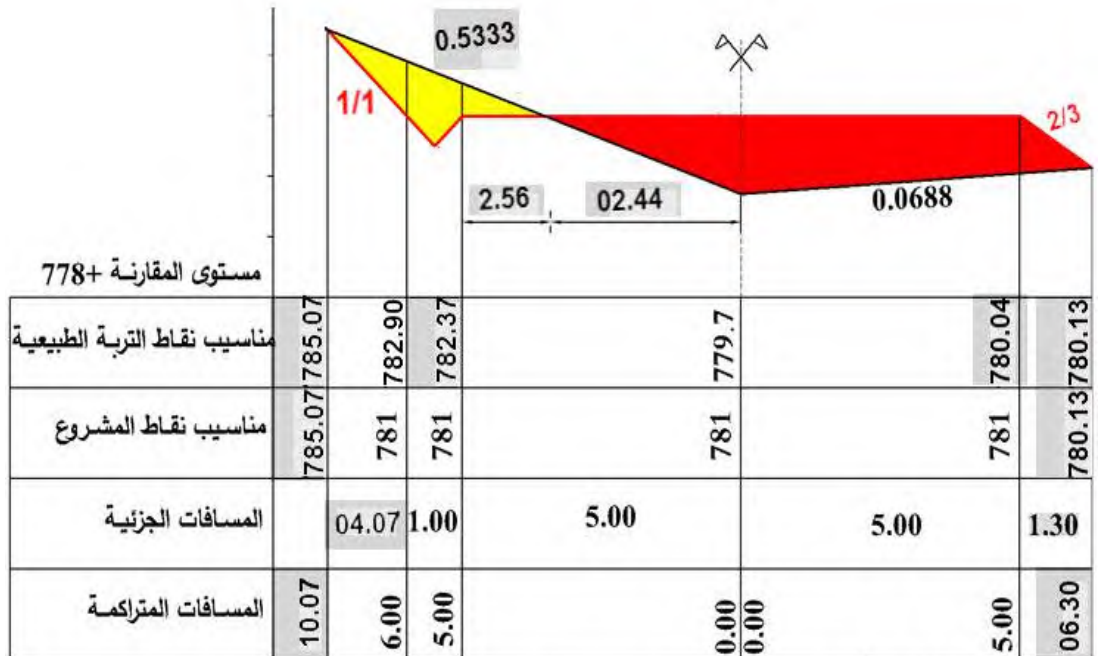 0.5333
1/1
2/3
2.56
02.44
0.0688
مستوى المقارنة +778
مناسيب نقاط التربة الطبيعية 785.07 782.90 782.37 779.7 780.04 780.13
مناسيب نقاط المشروع 785.07 781 781 781 781 780.13
المسافات الجزئية 04.07 1.00 5.00 5.00 1.30
المسافات المتراكمة 10.07 6.00 5.00 0.00 0.00 5.00 06.30